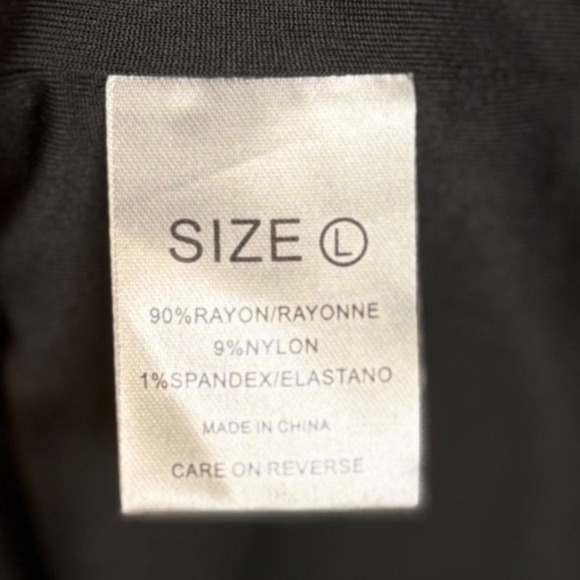 SIZE Ⓛ
90%RAYON/RAYONNE
9%NYLON
1%SPANDEX/ELASTANO
MADE IN CHINA
CARE ON REVERSE